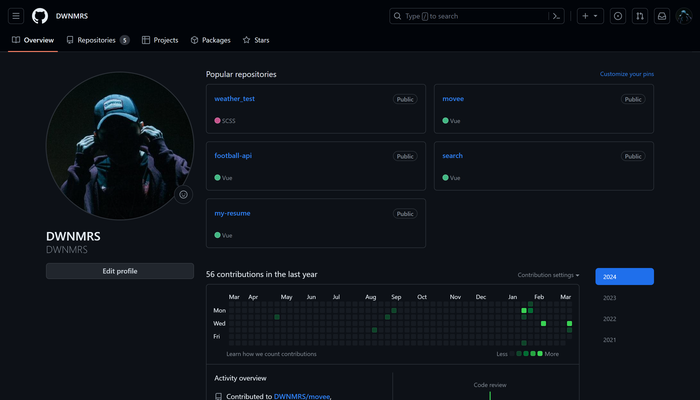 DWNMRS
Type / to search
Overview
Repositories 5
Projects
Packages
Stars
Popular repositories
Customize your pins
weather_test
Public
SCSS
movee
Public
Vue
football-api
Public
Vue
search
Public
Vue
my-resume
Public
Vue
DWNMRS
DWNMRS
Edit profile
56 contributions in the last year
Contribution settings
2024
2023
2022
2021
Mar Apr May Jun Jul Aug Sep Oct Nov Dec Jan Feb Mar
Mon
Wed
Fri
Learn how we count contributions
Less
More
Activity overview
Contributed to DWNMRS/movee,
Code review